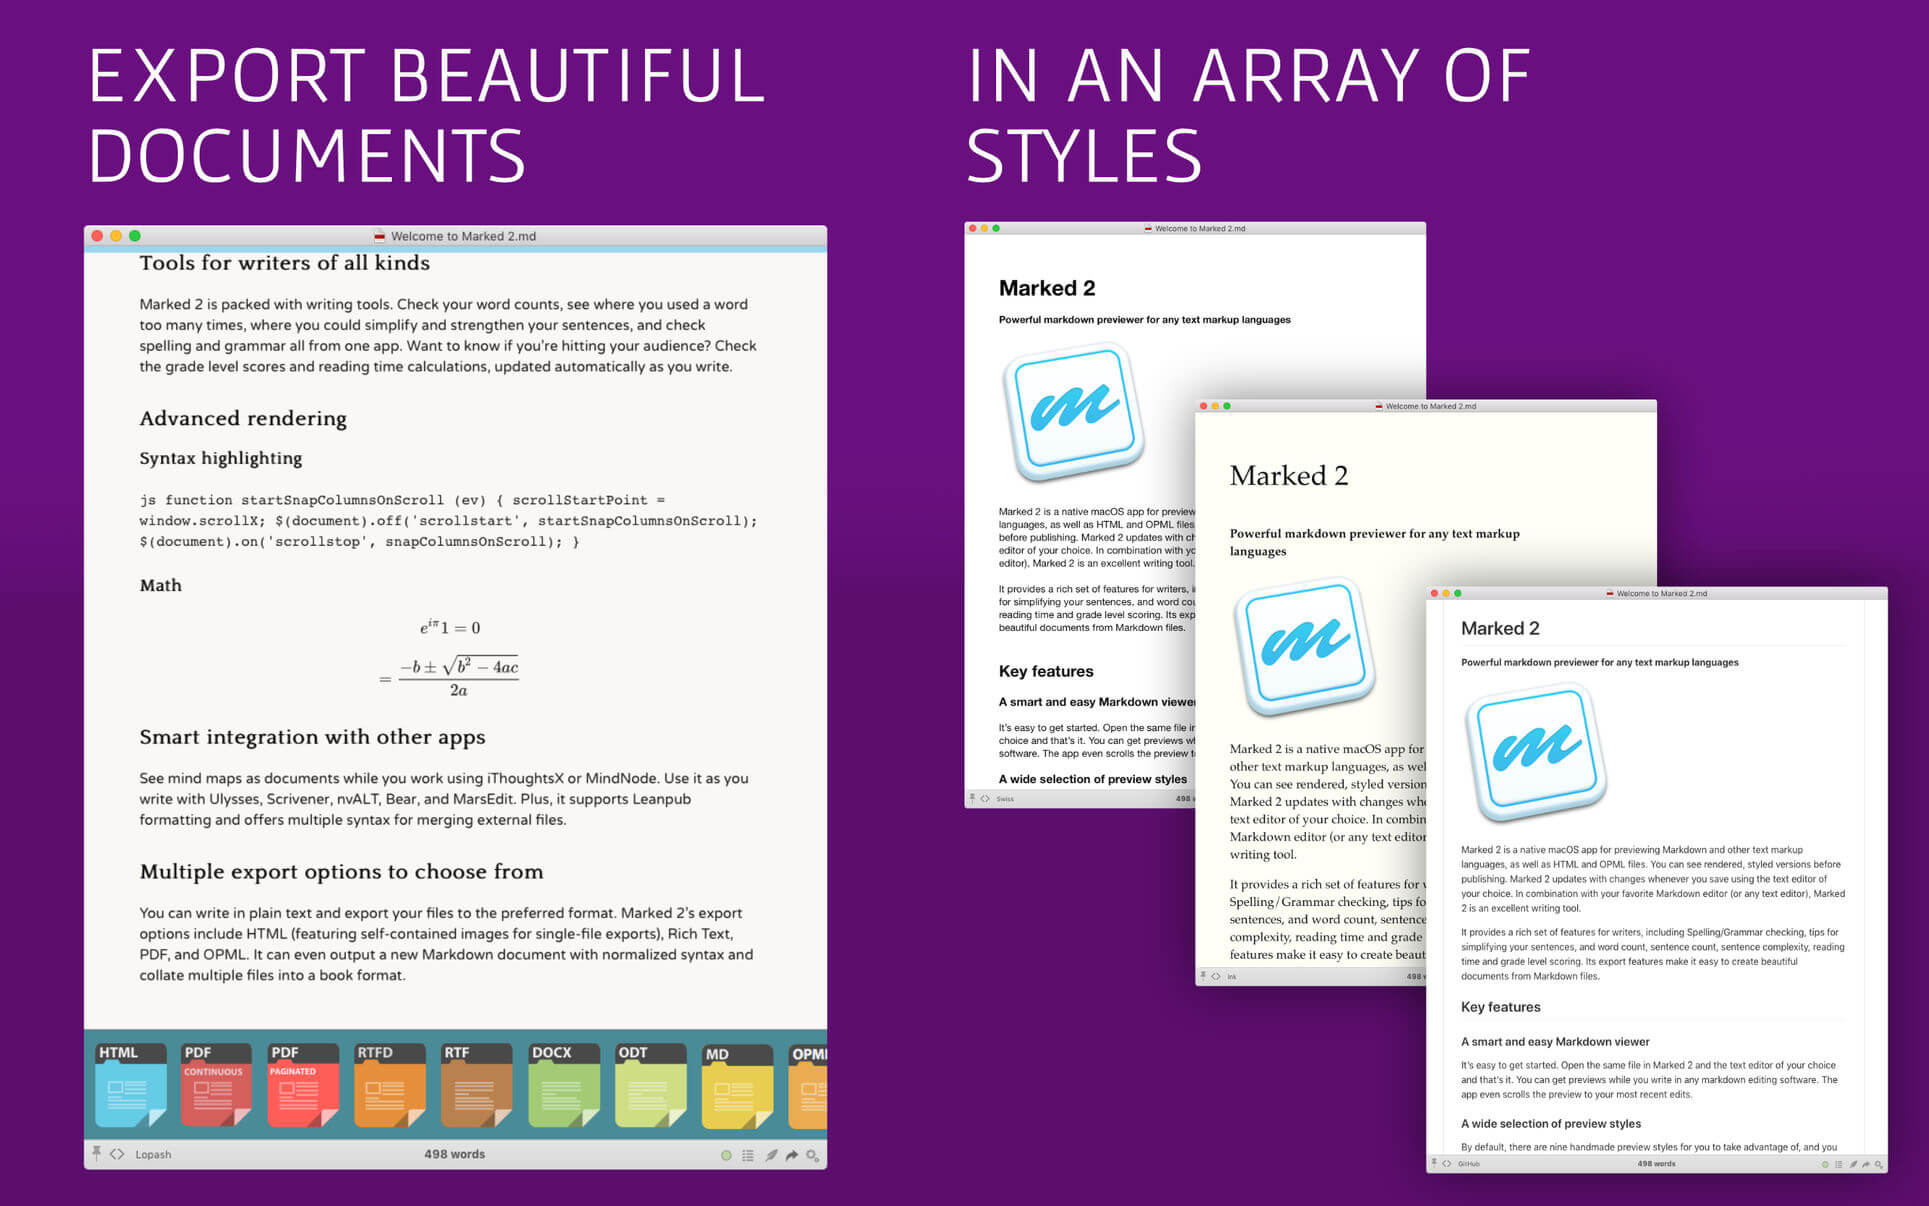 EXPORT BEAUTIFUL
DOCUMENTS
IN AN ARRAY OF
STYLES
Welcome to Marked 2.md
Tools for writers of all kinds
Marked 2 is packed with writing tools. Check your word counts, see where you used a word
too many times, where you could simplify and strengthen your sentences, and check
spelling and grammar all from one app. Want to know if you're hitting your audience? Check
the grade level scores and reading time calculations, updated automatically as you write.
Advanced rendering
Syntax highlighting
js function startSnapColumnsOnScroll (ev) { scrollStartPoint =
window.scrollX; $(document).off('scrollstart', startSnapColumnsOnScroll);
$(document).on('scrollstop', snapColumnsOnScroll); }
Math
e^{iπ}1 = 0
= \frac{-b ± \sqrt{b^2 − 4ac}}{2a}
Smart integration with other apps
See mind maps as documents while you work using iThoughtsX or MindNode. Use it as you
write with Ulysses, Scrivener, nvALT, Bear, and MarsEdit. Plus, it supports Leanpub
formatting and offers multiple syntax for merging external files.
Multiple export options to choose from
You can write in plain text and export your files to the preferred format. Marked 2's export
options include HTML (featuring self-contained images for single-file exports), Rich Text,
PDF, and OPML. It can even output a new Markdown document with normalized syntax and
collate multiple files into a book format.
HTML
PDF
CONTINUOUS
PDF
PAGINATED
RTFD
RTF
DOCX
ODT
MD
OPML
Lopash
498 words
Welcome to Marked 2.md
Marked 2
Powerful markdown previewer for any text markup languages
Marked 2 is a native macOS app for preview
languages, as well as HTML and OPML files
before publishing. Marked 2 updates with ch
editor of your choice. In combination with yo
editor), Marked 2 is an excellent writing tool.
It provides a rich set of features for writers, i
for simplifying your sentences, and word cou
reading time and grade level scoring. Its exp
beautiful documents from Markdown files.
Key features
A smart and easy Markdown viewer
It's easy to get started. Open the same file in
choice and that's it. You can get previews wh
software. The app even scrolls the preview t
A wide selection of preview styles
Swiss
498 w
Welcome to Marked 2.md
Marked 2
Powerful markdown previewer for any text markup
languages
Marked 2 is a native macOS app for
other text markup languages, as wel
You can see rendered, styled version
Marked 2 updates with changes whe
text editor of your choice. In combin
Markdown editor (or any text editor
writing tool.
It provides a rich set of features for w
Spelling/Grammar checking, tips fo
sentences, and word count, sentence
complexity, reading time and grade
features make it easy to create beaut
Ink
498 w
Welcome to Marked 2.md
Marked 2
Powerful markdown previewer for any text markup languages
Marked 2 is a native macOS app for previewing Markdown and other text markup
languages, as well as HTML and OPML files. You can see rendered, styled versions before
publishing. Marked 2 updates with changes whenever you save using the text editor of
your choice. In combination with your favorite Markdown editor (or any text editor), Marked
2 is an excellent writing tool.
It provides a rich set of features for writers, including Spelling/Grammar checking, tips for
simplifying your sentences, and word count, sentence count, sentence complexity, reading
time and grade level scoring. Its export features make it easy to create beautiful
documents from Markdown files.
Key features
A smart and easy Markdown viewer
It's easy to get started. Open the same file in Marked 2 and the text editor of your choice
and that's it. You can get previews while you write in any markdown editing software. The
app even scrolls the preview to your most recent edits.
A wide selection of preview styles
By default, there are nine handmade preview styles for you to take advantage of, and you
GitHub
498 words